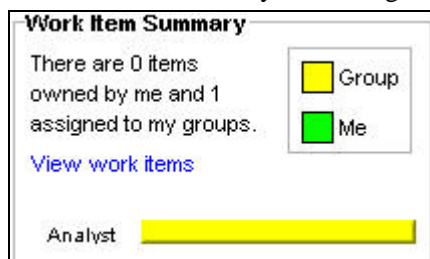 Work Item Summary
There are 0 items
owned by me and 1
assigned to my groups.
View work items
Group
Me
Analyst